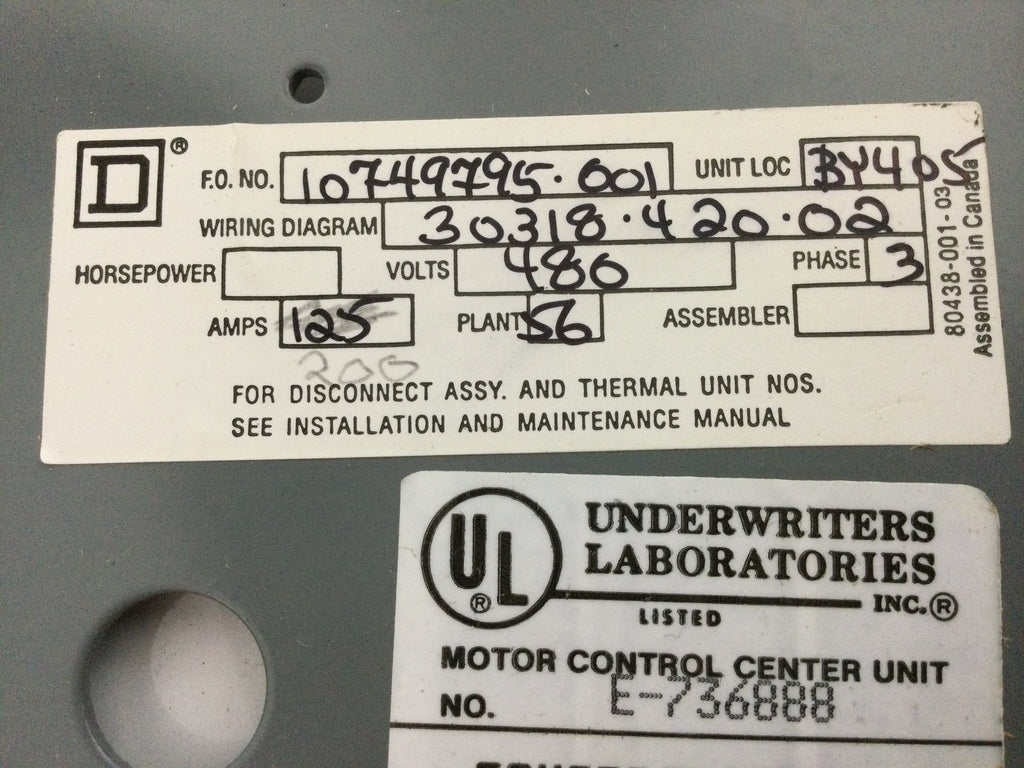 D®
F.O. NO. 10749795.001 UNIT LOC BY405
WIRING DIAGRAM 30318.420.02
HORSEPOWER VOLTS 480 PHASE 3
AMPS 125 PLANT 56 ASSEMBLER
200
FOR DISCONNECT ASSY. AND THERMAL UNIT NOS.
SEE INSTALLATION AND MAINTENANCE MANUAL
80438-001-03
Assembled in Canada
UL® UNDERWRITERS
LABORATORIES
INC.®
LISTED
MOTOR CONTROL CENTER UNIT
NO. E-736888